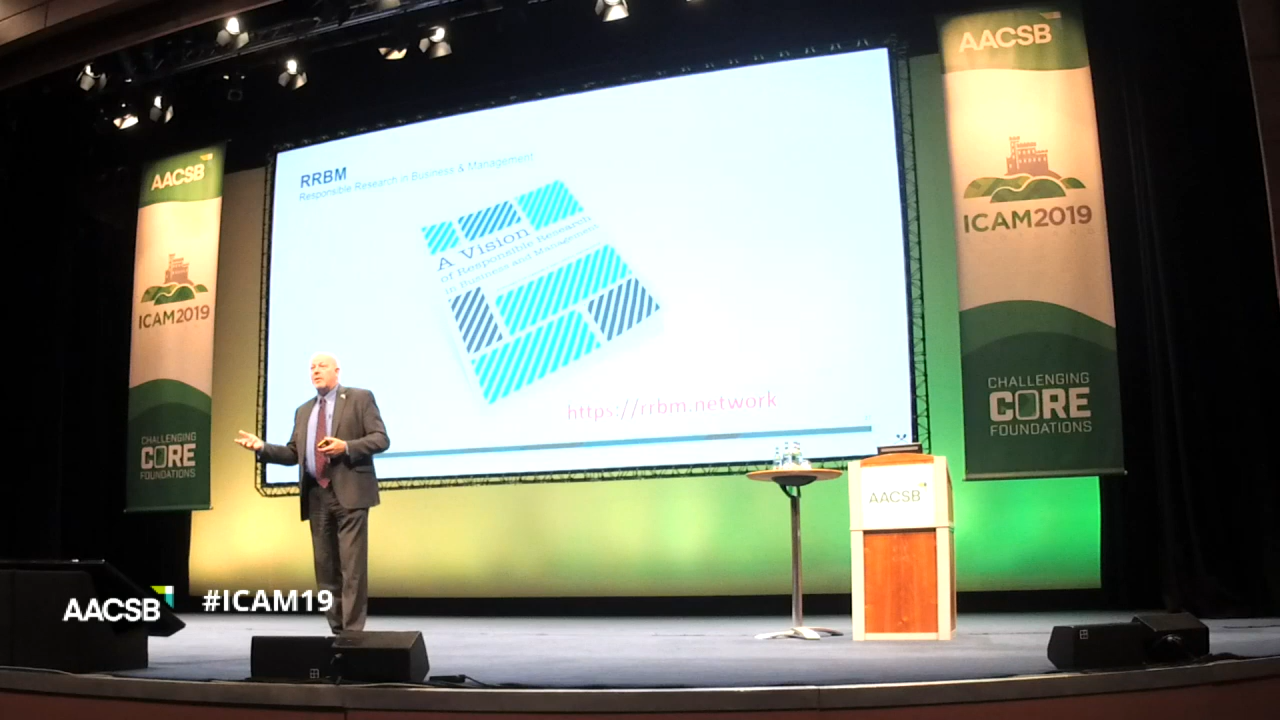 AACSB
ICAM2019
CHALLENGING
CORE
FOUNDATIONS
RRBM
Responsible Research in Business & Management
A Vision
of Responsible Research
in Business and Management
https://rrbm.network
AACSB
ICAM2019
CHALLENGING
CORE
FOUNDATIONS
AACSB
AACSB
#ICAM19